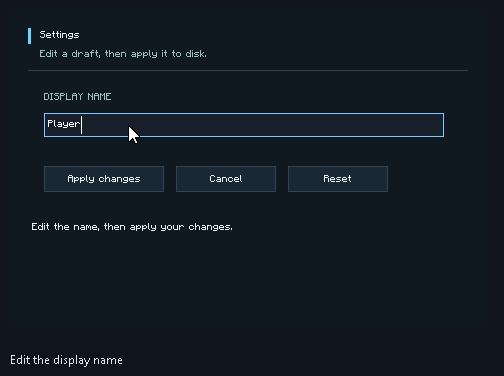 Settings
Edit a draft, then apply it to disk.
DISPLAY NAME
Player
Apply changes
Cancel
Reset
Edit the name, then apply your changes.
Edit the display name